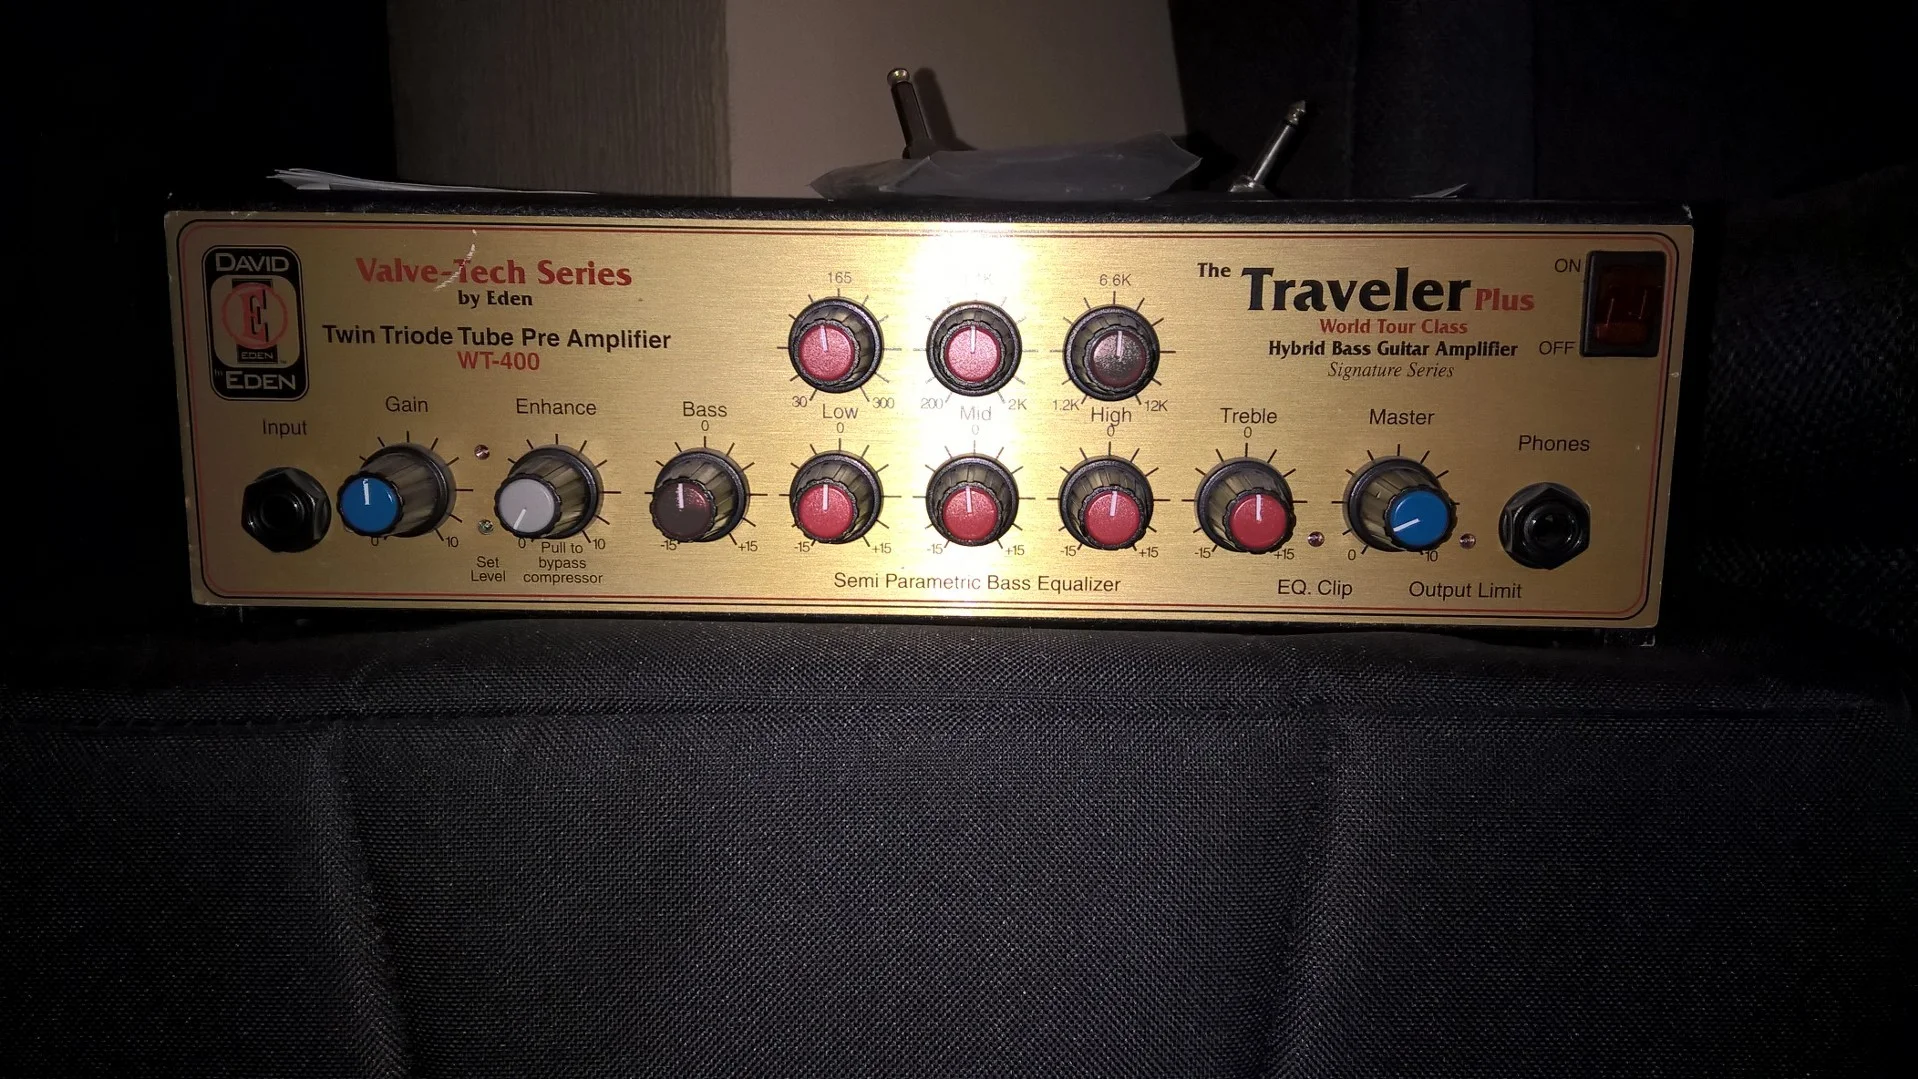 DAVID
EDEN
by EDEN
Valve-Tech Series
by Eden
Twin Triode Tube Pre Amplifier
WT-400
The Traveler Plus
World Tour Class
Hybrid Bass Guitar Amplifier
Signature Series
ON
OFF
165
6.6K
30 300
200 2K
1.2K 12K
Low
Mid
High
Input
Gain
Enhance
Bass
Treble
Master
Phones
0
0
0
0
0
0 10
0 10
-15 +15
-15 +15
-15 +15
-15 +15
-15 +15
0 10
Set
Level
Pull to
bypass
compressor
Semi Parametric Bass Equalizer
EQ. Clip
Output Limit